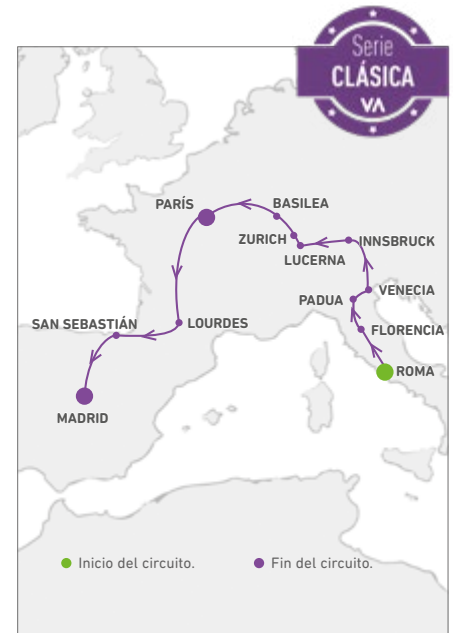 Serie
CLÁSICA
VA
PARÍS
BASILEA
ZURICH
INNSBRUCK
LUCERNA
VENECIA
PADUA
SAN SEBASTIÁN
LOURDES
FLORENCIA
ROMA
MADRID
Inicio del circuito.
Fin del circuito.